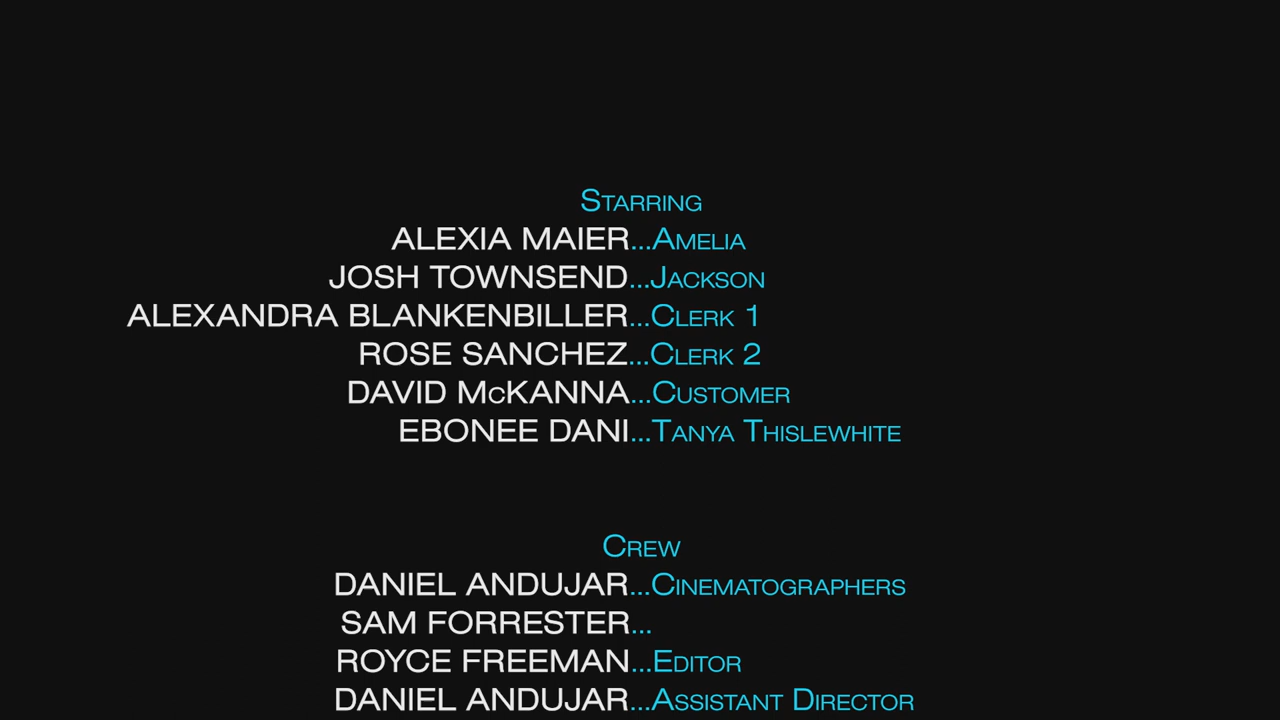 Starring
ALEXIA MAIER...Amelia
JOSH TOWNSEND...Jackson
ALEXANDRA BLANKENBILLER...Clerk 1
ROSE SANCHEZ...Clerk 2
DAVID McKANNA...Customer
EBONEE DANI...Tanya Thislewhite
Crew
DANIEL ANDUJAR...Cinematographers
SAM FORRESTER...
ROYCE FREEMAN...Editor
DANIEL ANDUJAR...Assistant Director